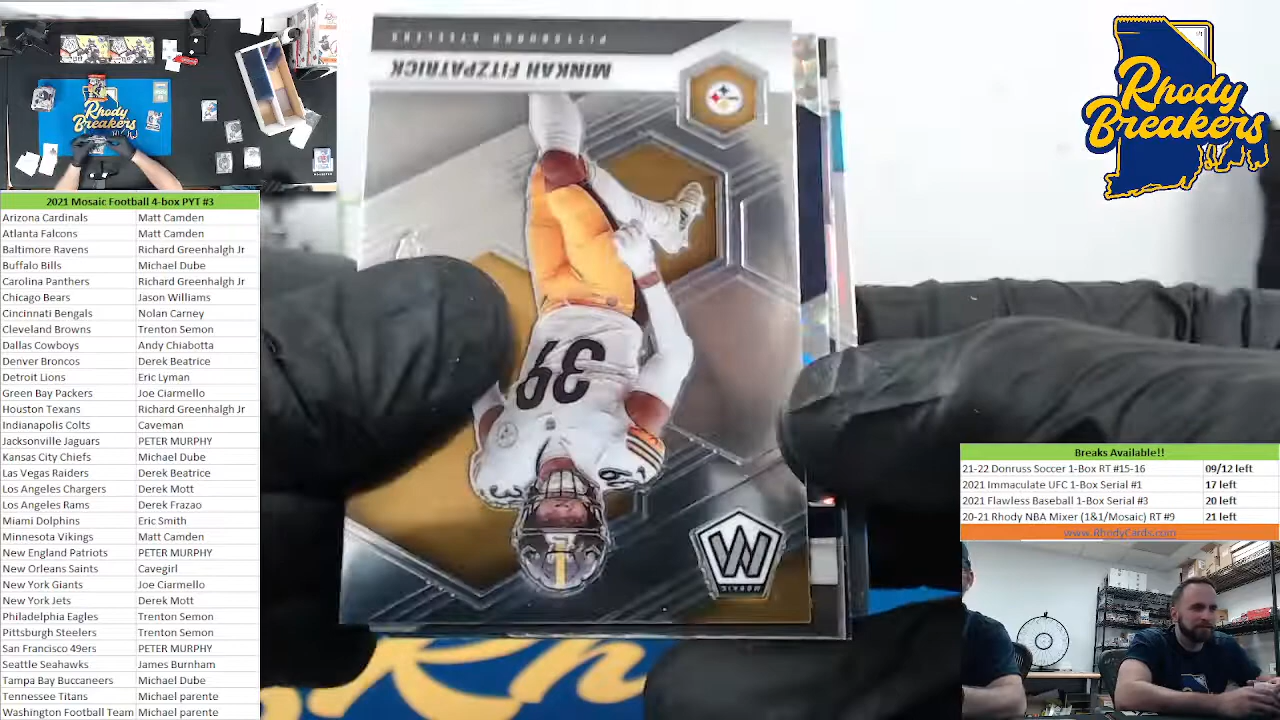 PITTSBURGH STEELERS
MINKAH FITZPATRICK
39
MOSAIC
Rhody
Breakers
Rhody
Breakers
2021 Mosaic Football 4-box PYT #3
Arizona Cardinals Matt Camden
Atlanta Falcons Matt Camden
Baltimore Ravens Richard Greenhalgh Jr
Buffalo Bills Michael Dube
Carolina Panthers Richard Greenhalgh Jr
Chicago Bears Jason Williams
Cincinnati Bengals Nolan Carney
Cleveland Browns Trenton Semon
Dallas Cowboys Andy Chiabotta
Denver Broncos Derek Beatrice
Detroit Lions Eric Lyman
Green Bay Packers Joe Ciarmello
Houston Texans Richard Greenhalgh Jr
Indianapolis Colts Caveman
Jacksonville Jaguars PETER MURPHY
Kansas City Chiefs Michael Dube
Las Vegas Raiders Derek Beatrice
Los Angeles Chargers Derek Mott
Los Angeles Rams Derek Frazao
Miami Dolphins Eric Smith
Minnesota Vikings Matt Camden
New England Patriots PETER MURPHY
New Orleans Saints Cavegirl
New York Giants Joe Ciarmello
New York Jets Derek Mott
Philadelphia Eagles Trenton Semon
Pittsburgh Steelers Trenton Semon
San Francisco 49ers PETER MURPHY
Seattle Seahawks James Burnham
Tampa Bay Buccaneers Michael Dube
Tennessee Titans Michael parente
Washington Football Team Michael parente
Breaks Available!!
21-22 Donruss Soccer 1-Box RT #15-16 09/12 left
2021 Immaculate UFC 1-Box Serial #1 17 left
2021 Flawless Baseball 1-Box Serial #3 20 left
20-21 Rhody NBA Mixer (1&1/Mosaic) RT #9 21 left
www.RhodyCards.com